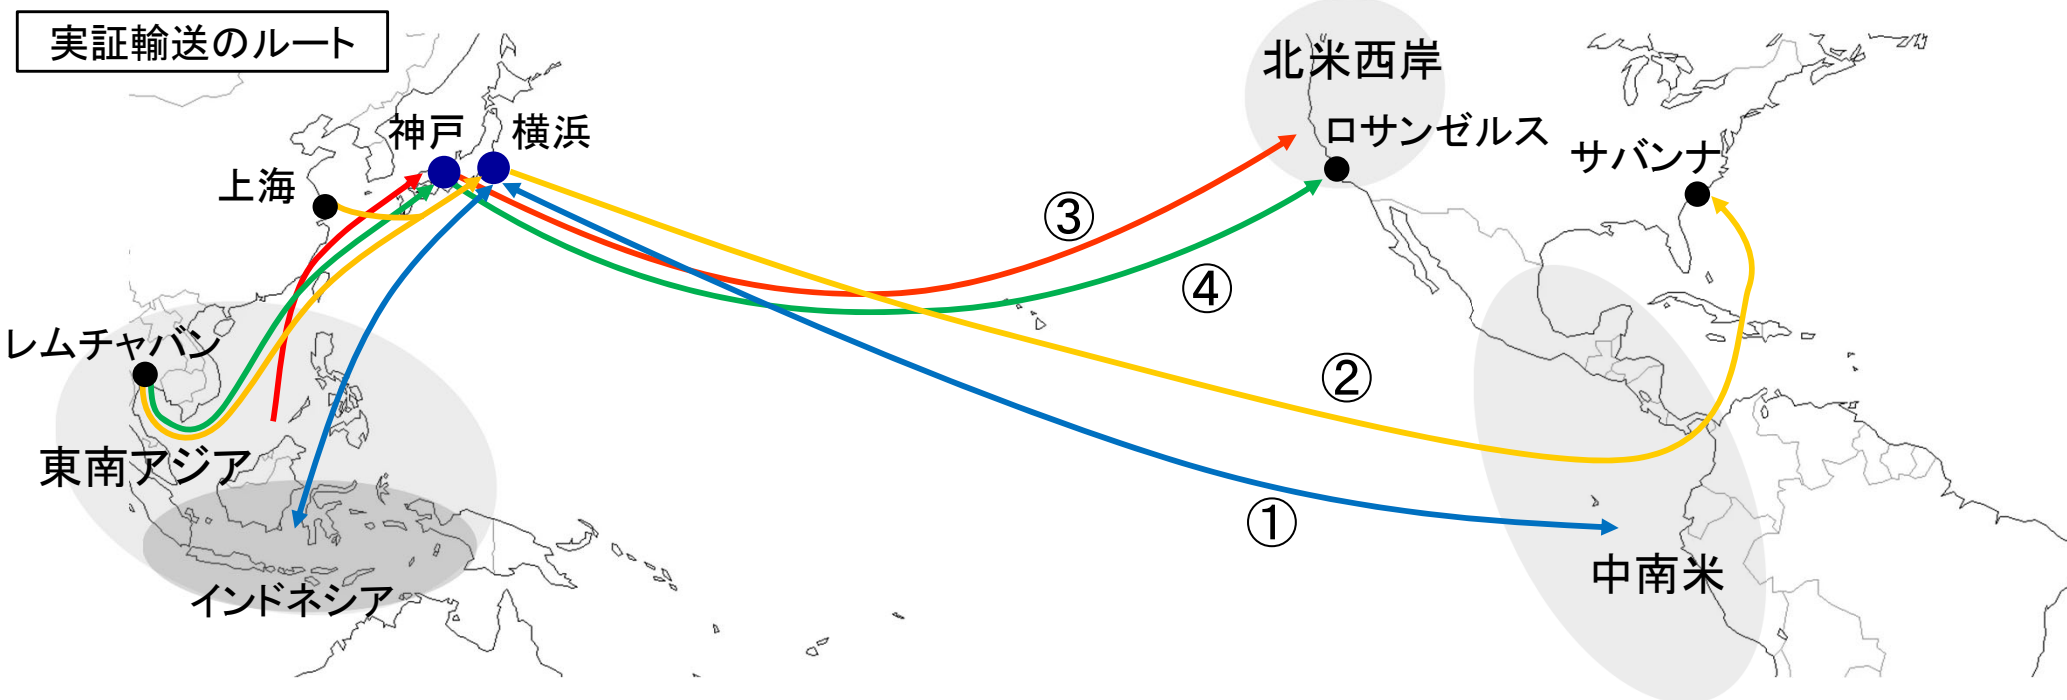 実証輸送のルート
北米西岸
神戸
横浜
ロサンゼルス
サバンナ
上海
③
④
レムチャバン
②
東南アジア
①
中南米
インドネシア